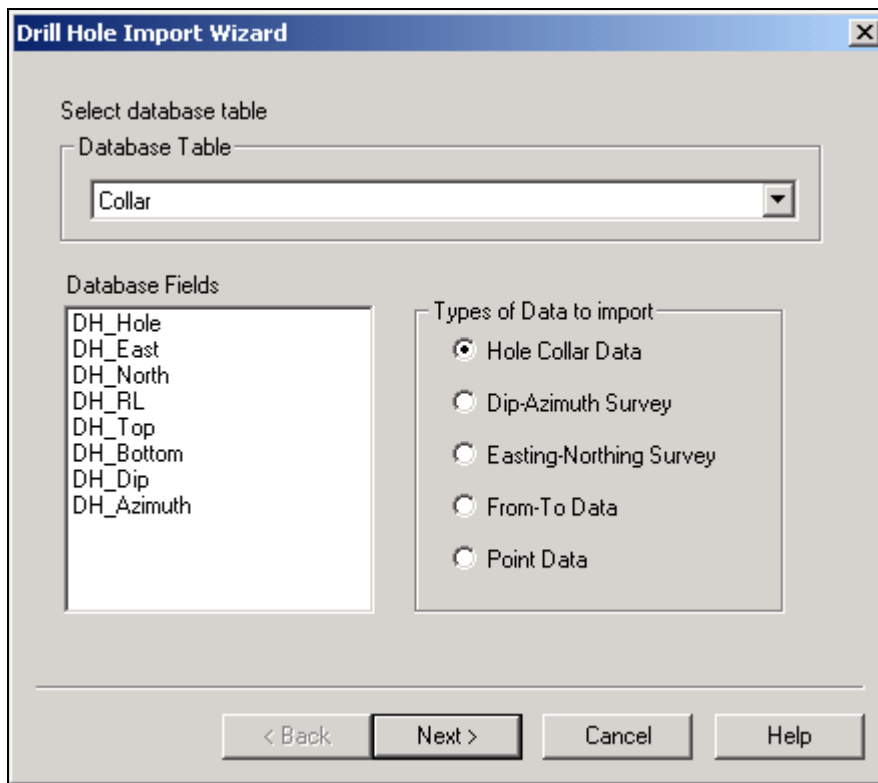 Drill Hole Import Wizard
Select database table
Database Table
Collar
Database Fields
DH_Hole
DH_East
DH_North
DH_RL
DH_Top
DH_Bottom
DH_Dip
DH_Azimuth
Types of Data to import
Hole Collar Data
Dip-Azimuth Survey
Easting-Northing Survey
From-To Data
Point Data
< Back
Next >
Cancel
Help